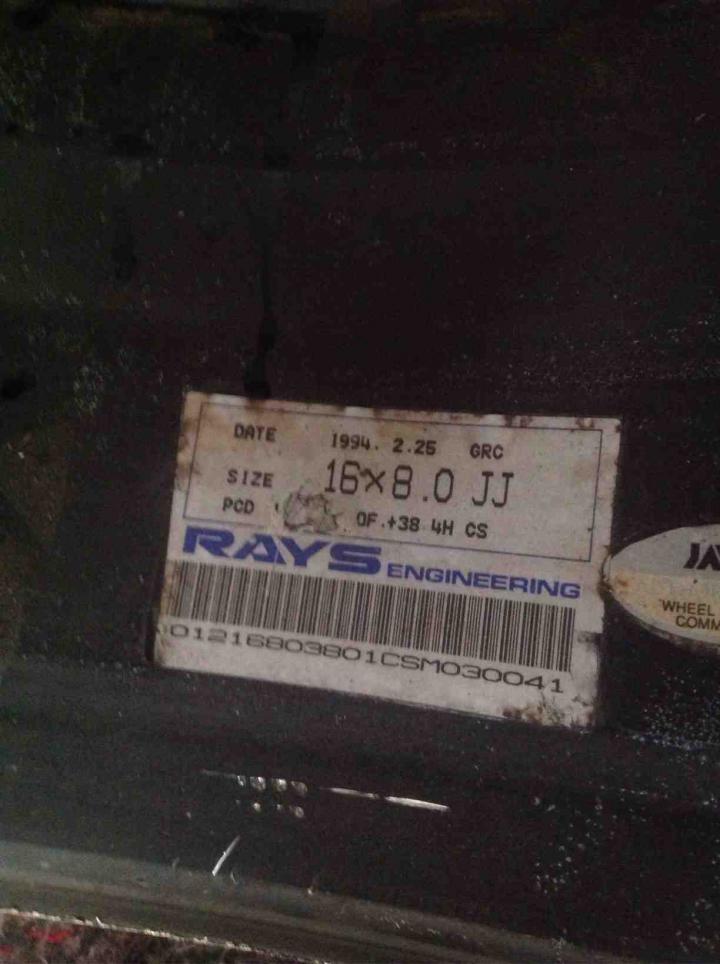 DATE 1994. 2.25 GRC
SIZE 16×8.0 JJ
PCD OF.+38 4H CS
RAYS ENGINEERING
01216803801CSM030041
JA
WHEEL
COMM